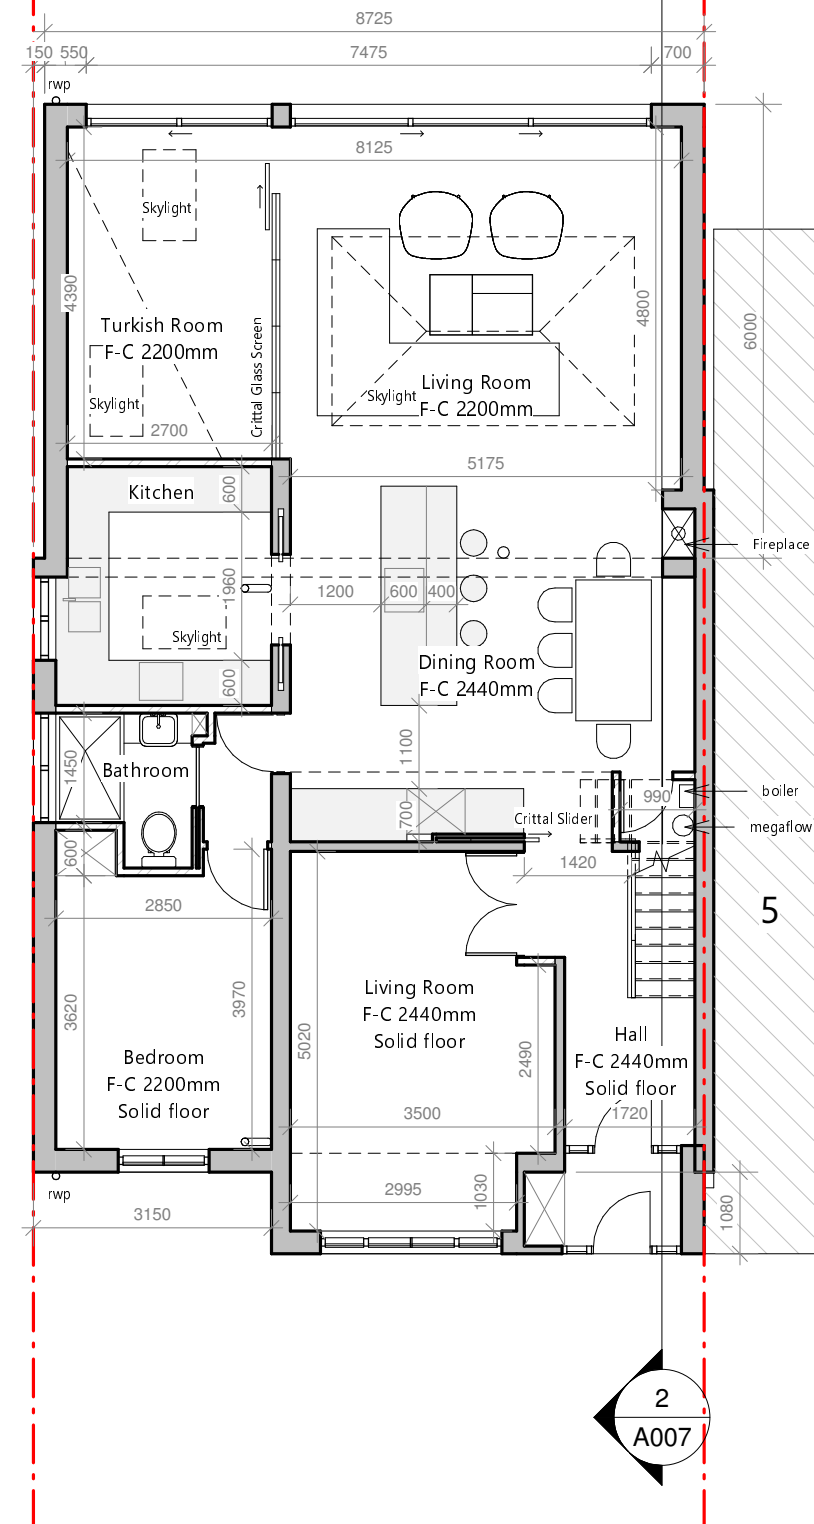 8725
150 550 7475 700
rwp
8125
Skylight
4390
4800
6000
Turkish Room
F-C 2200mm
Crittal Glass Screen
Living Room
F-C 2200mm
Skylight
Skylight
2700
5175
Kitchen
600
Fireplace
1960
1200 600 400
Skylight
Dining Room
F-C 2440mm
600
1100
1450
Bathroom
990
boiler
700
Crittal Slider
megaflow
600
1420
2850
5
3620
3970
Living Room
F-C 2440mm
Solid floor
5020
2490
Hall
F-C 2440mm
Solid floor
Bedroom
F-C 2200mm
Solid floor
3500
1720
rwp
2995
1030
3150
1080
2
A007